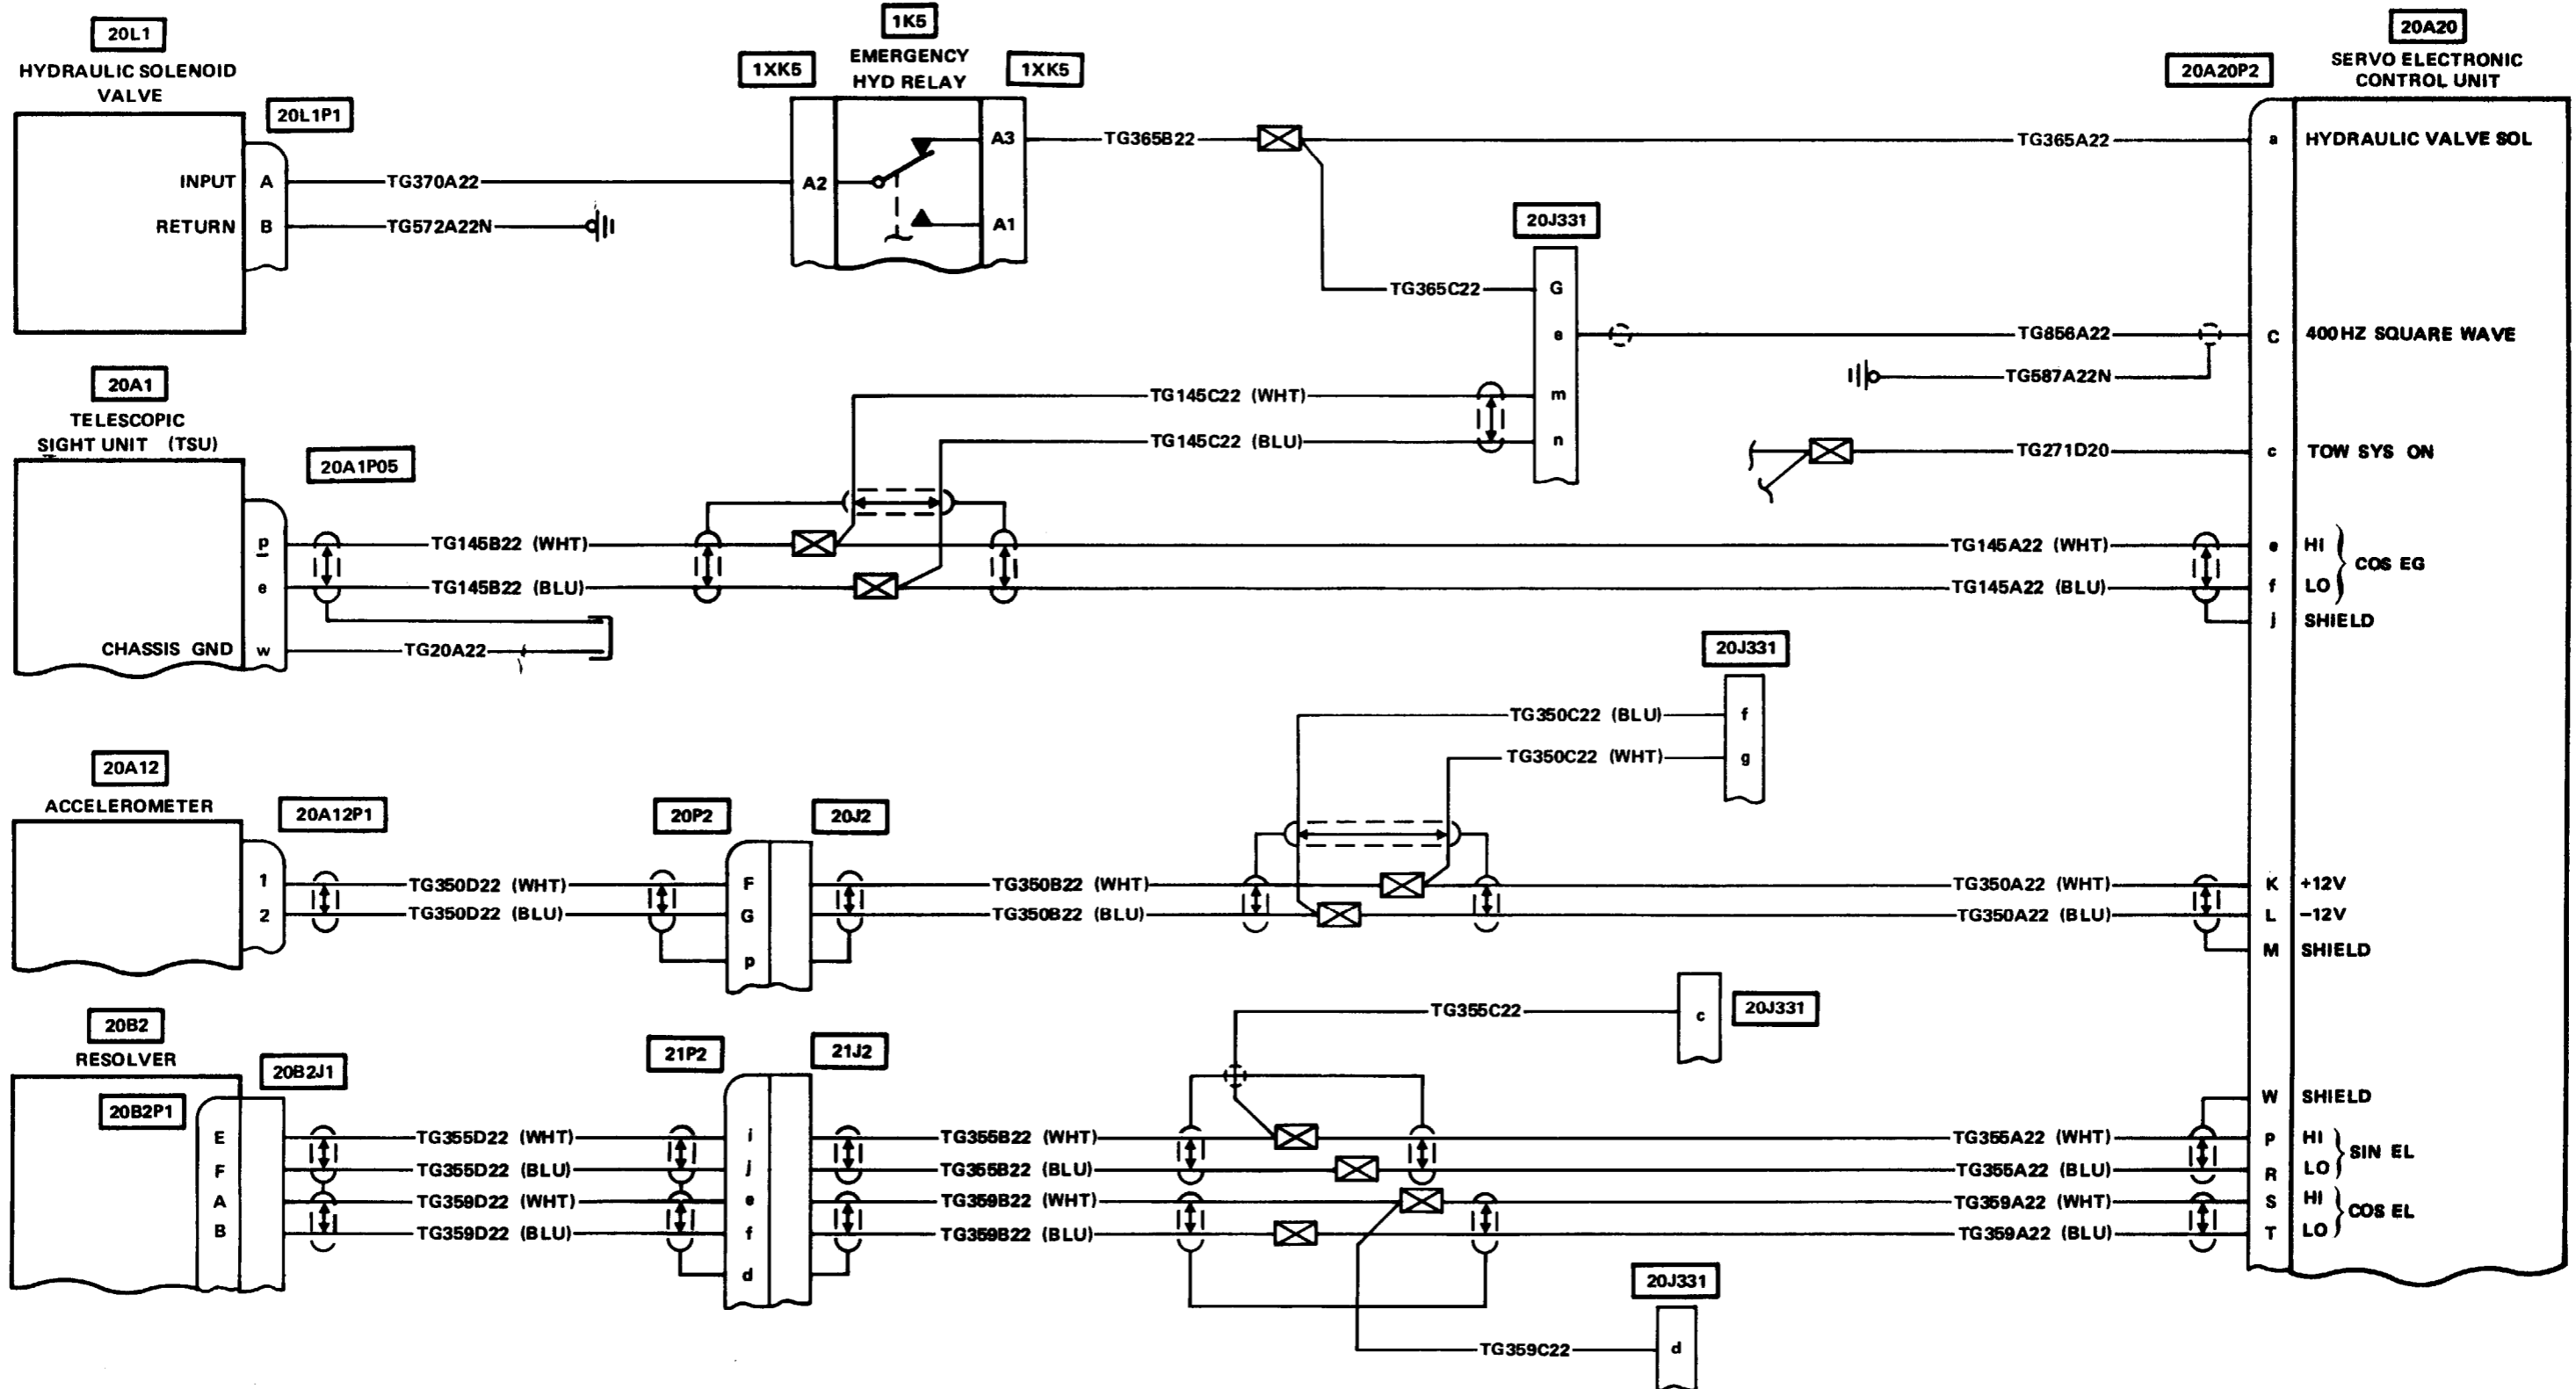 20L1
HYDRAULIC SOLENOID
VALVE
20L1P1
INPUT A
RETURN B
TG370A22
TG572A22N
1K5
EMERGENCY
HYD RELAY
1XK5
1XK5
A2
A3
A1
TG365B22
TG365A22
TG365C22
20J331
G
e
m
n
20A20
SERVO ELECTRONIC
CONTROL UNIT
20A20P2
a HYDRAULIC VALVE SOL
TG856A22
C 400HZ SQUARE WAVE
TG587A22N
TG271D20
c TOW SYS ON
20A1
TELESCOPIC
SIGHT UNIT (TSU)
20A1P05
TG145C22 (WHT)
TG145C22 (BLU)
p
TG145B22 (WHT)
TG145A22 (WHT)
e HI
COS EG
e
TG145B22 (BLU)
TG145A22 (BLU)
f LO
j SHIELD
CHASSIS GND w
TG20A22
20J331
TG350C22 (BLU)
f
TG350C22 (WHT)
g
20A12
ACCELEROMETER
20A12P1
20P2
20J2
1
TG350D22 (WHT)
F
TG350B22 (WHT)
TG350A22 (WHT)
K +12V
2
TG350D22 (BLU)
G
TG350B22 (BLU)
TG350A22 (BLU)
L −12V
p
M SHIELD
TG355C22
c
20J331
20B2
RESOLVER
20B2J1
20B2P1
21P2
21J2
W SHIELD
E
TG355D22 (WHT)
i
TG355B22 (WHT)
TG355A22 (WHT)
P HI
SIN EL
F
TG355D22 (BLU)
j
TG355B22 (BLU)
TG355A22 (BLU)
R LO
A
TG359D22 (WHT)
e
TG359B22 (WHT)
TG359A22 (WHT)
S HI
COS EL
B
TG359D22 (BLU)
f
TG359B22 (BLU)
TG359A22 (BLU)
T LO
d
20J331
TG359C22
d